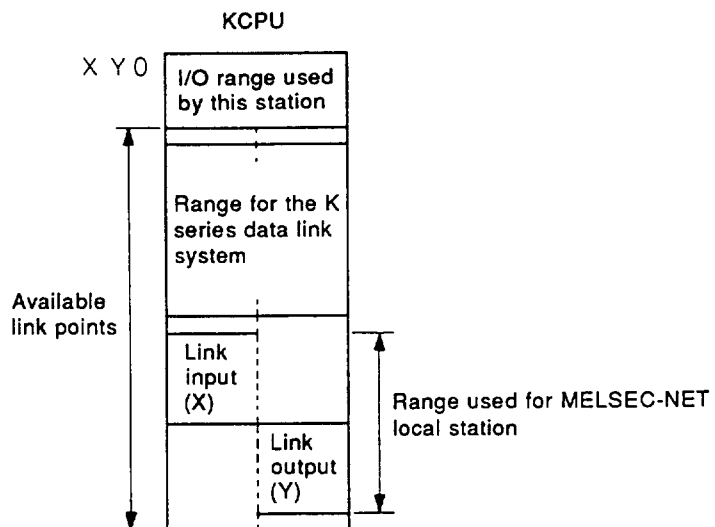 KCPU
X Y 0
I/O range used
by this station
Range for the K
series data link
system
Available
link points
Link
input
(X)
Range used for MELSEC-NET
local station
Link
output
(Y)